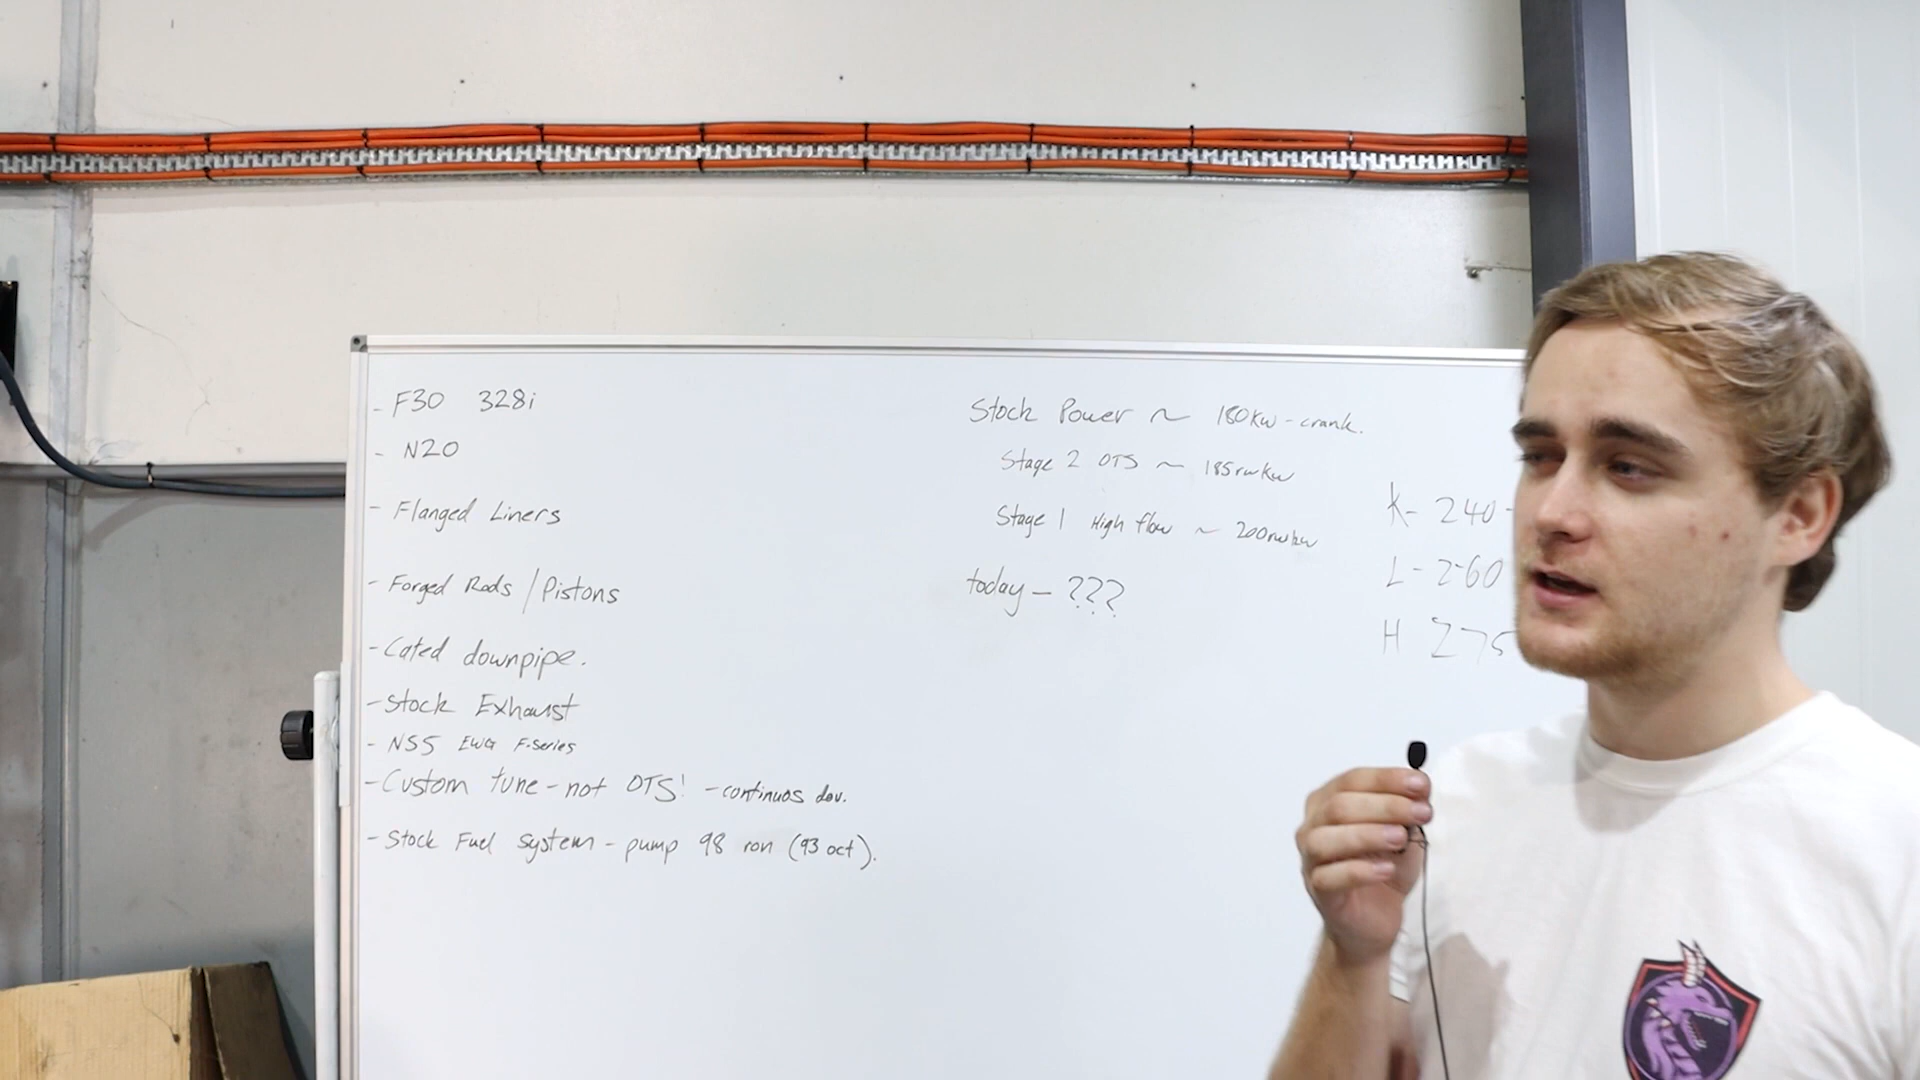 - F30 328i
- N20
- Flanged Liners
- Forged Rods / Pistons
- Cated downpipe.
- Stock Exhaust
- N55 EWG F-Series
- Custom tune - not OTS! - continuos dev.
- Stock Fuel system - pump 98 ron (93 oct).
Stock Power ~ 180kw - crank.
Stage 2 OTS ~ 185rwkw
Stage 1 High flow ~ 200rwkw
today - ???
K - 240 -
L - 260
H 275